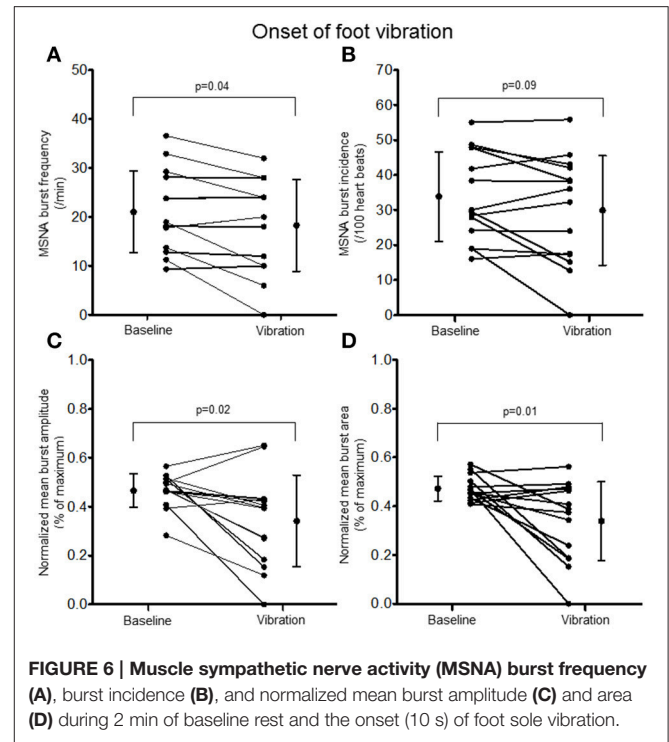 Onset of foot vibration
A
MSNA burst frequency
(/min)
50
40
30
20
10
0
p=0.04
Baseline
Vibration
B
MSNA burst incidence
(/100 heart beats)
70
60
50
40
30
20
10
0
p=0.09
Baseline
Vibration
C
Normalized mean burst amplitude
(% of maximum)
1.0
0.8
0.6
0.4
0.2
0.0
p=0.02
Baseline
Vibration
D
Normalized mean burst area
(% of maximum)
1.0
0.8
0.6
0.4
0.2
0.0
p=0.01
Baseline
Vibration
FIGURE 6 | Muscle sympathetic nerve activity (MSNA) burst frequency
(A), burst incidence (B), and normalized mean burst amplitude (C) and area
(D) during 2 min of baseline rest and the onset (10 s) of foot sole vibration.